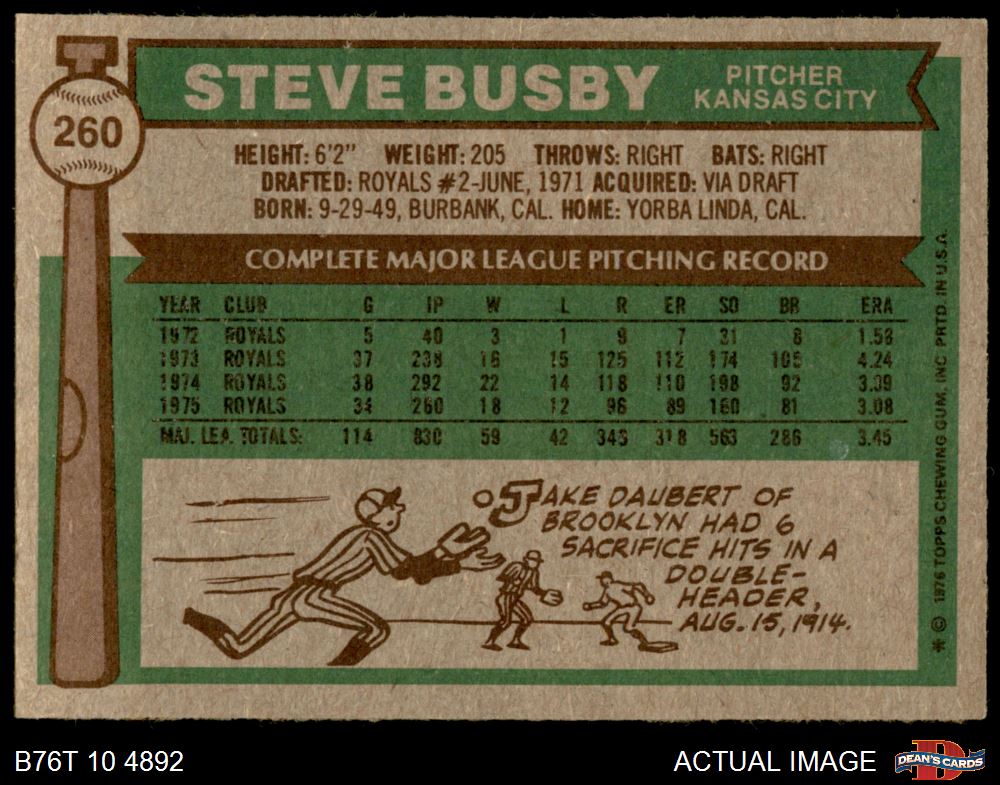 260
STEVE BUSBY
PITCHER
KANSAS CITY
HEIGHT: 6'2" WEIGHT: 205 THROWS: RIGHT BATS: RIGHT
DRAFTED: ROYALS #2-JUNE, 1971 ACQUIRED: VIA DRAFT
BORN: 9-29-49, BURBANK, CAL. HOME: YORBA LINDA, CAL.
COMPLETE MAJOR LEAGUE PITCHING RECORD
YEAR CLUB G IP W L R ER SO BR ERA
1972 ROYALS 5 40 3 1 9 7 31 8 1.58
1973 ROYALS 37 238 16 15 125 112 174 105 4.24
1974 ROYALS 38 292 22 14 118 110 198 92 3.39
1975 ROYALS 34 260 18 12 96 89 160 81 3.08
MAJ. LEA. TOTALS: 114 830 59 42 348 318 563 286 3.45
JAKE DAUBERT OF
BROOKLYN HAD 6
SACRIFICE HITS IN A
DOUBLE-
HEADER,
AUG. 15, 1914.
* © 1976 TOPPS CHEWING GUM, INC PRTD. IN U.S.A.
B76T 10 4892
ACTUAL IMAGE
D
DEAN'S CARDS